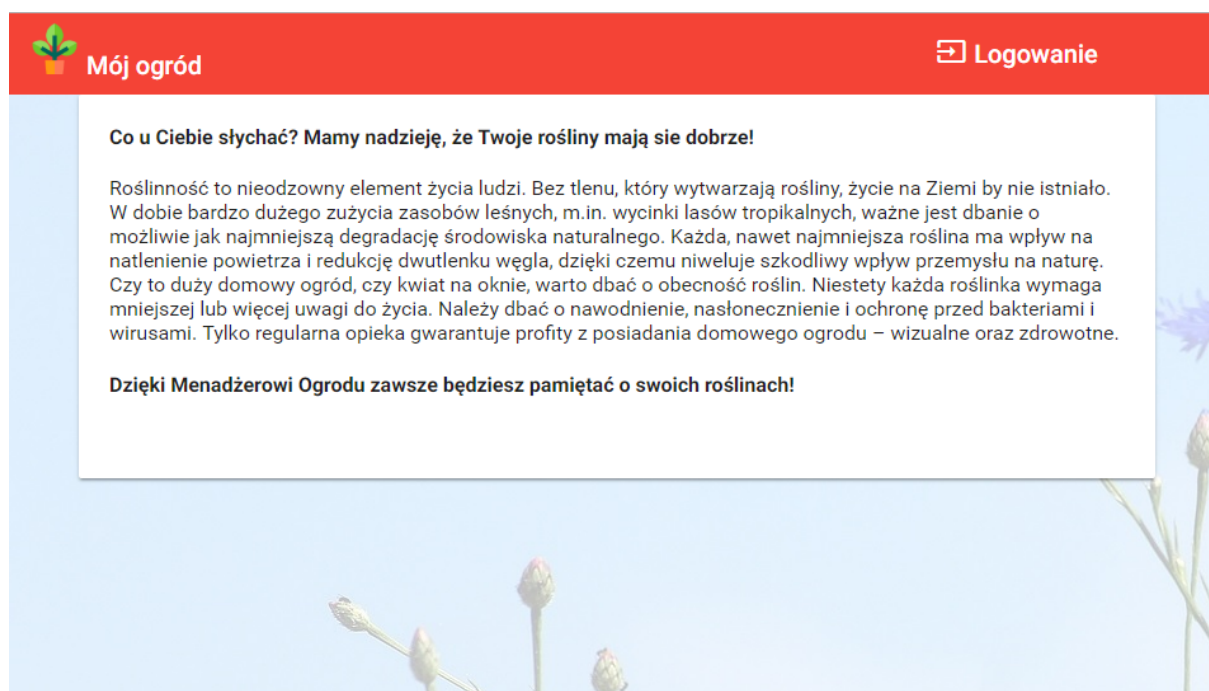 Mój ogród
Logowanie
Co u Ciebie słychać? Mamy nadzieję, że Twoje rośliny mają sie dobrze!
Roślinność to nieodzowny element życia ludzi. Bez tlenu, który wytwarzają rośliny, życie na Ziemi by nie istniało.
W dobie bardzo dużego zużycia zasobów leśnych, m.in. wycinki lasów tropikalnych, ważne jest dbanie o
możliwie jak najmniejszą degradację środowiska naturalnego. Każda, nawet najmniejsza roślina ma wpływ na
natlenienie powietrza i redukcję dwutlenku węgla, dzięki czemu niweluje szkodliwy wpływ przemysłu na naturę.
Czy to duży domowy ogród, czy kwiat na oknie, warto dbać o obecność roślin. Niestety każda roślinka wymaga
mniejszej lub więcej uwagi do życia. Należy dbać o nawodnienie, nasłonecznienie i ochronę przed bakteriami i
wirusami. Tylko regularna opieka gwarantuje profity z posiadania domowego ogrodu – wizualne oraz zdrowotne.
Dzięki Menadżerowi Ogrodu zawsze będziesz pamiętać o swoich roślinach!